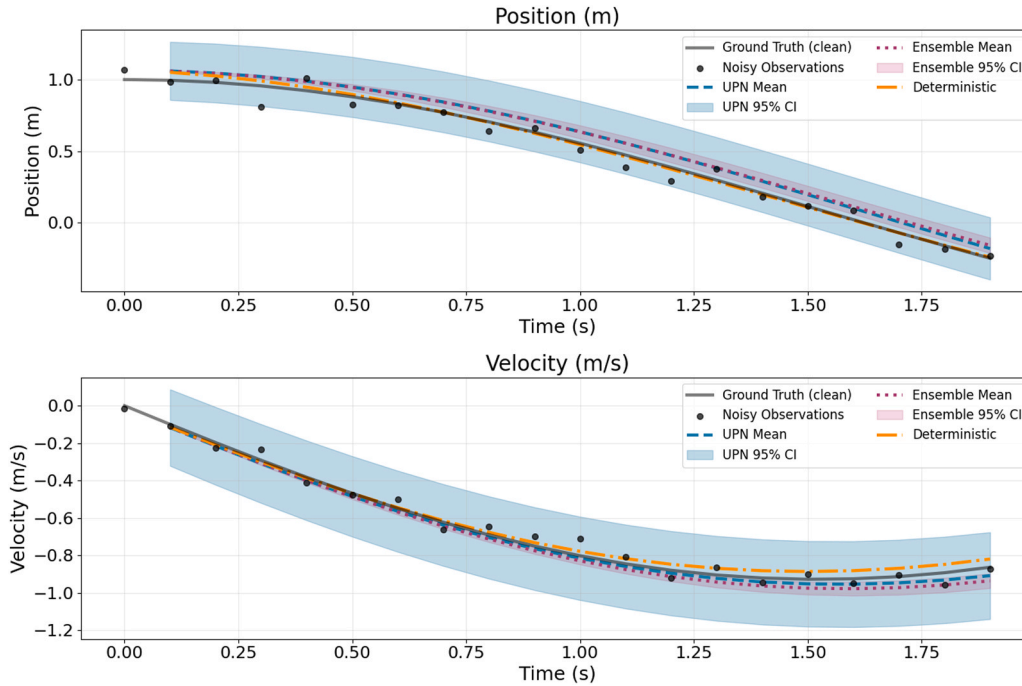 Position (m)
Position (m)
1.0
0.5
0.0
Ground Truth (clean)
Noisy Observations
UPN Mean
UPN 95% CI
Ensemble Mean
Ensemble 95% CI
Deterministic
0.00 0.25 0.50 0.75 1.00 1.25 1.50 1.75
Time (s)
Velocity (m/s)
Velocity (m/s)
0.0
−0.2
−0.4
−0.6
−0.8
−1.0
−1.2
Ground Truth (clean)
Noisy Observations
UPN Mean
UPN 95% CI
Ensemble Mean
Ensemble 95% CI
Deterministic
0.00 0.25 0.50 0.75 1.00 1.25 1.50 1.75
Time (s)